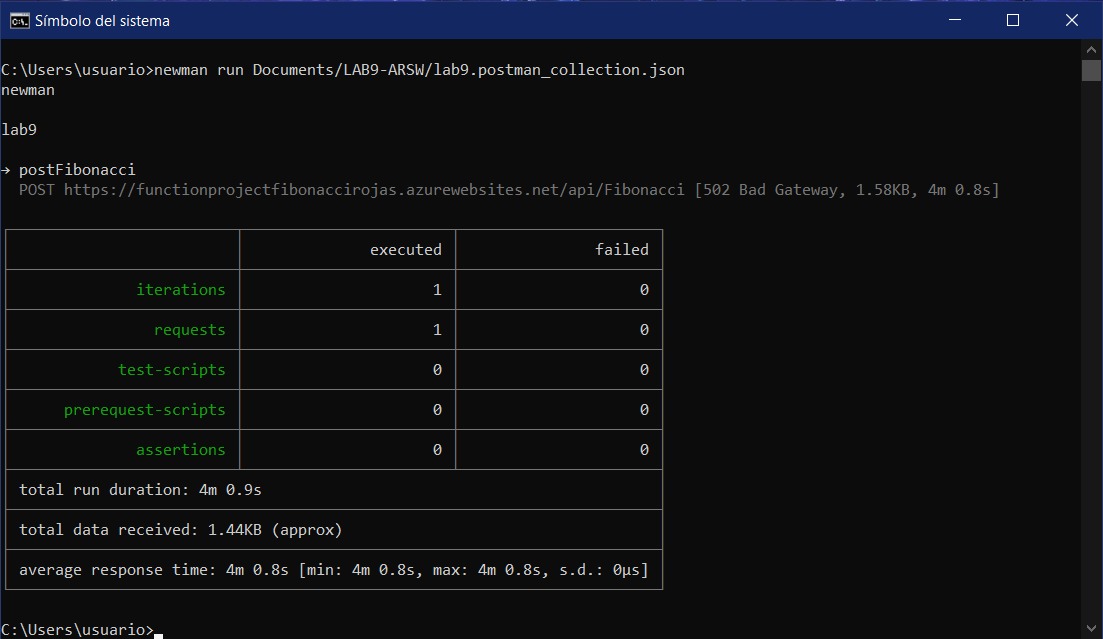 Símbolo del sistema
C:\Users\usuario>newman run Documents/LAB9-ARSW/lab9.postman_collection.json
newman
lab9
→ postFibonacci
POST https://functionprojectfibonaccirojas.azurewebsites.net/api/Fibonacci [502 Bad Gateway, 1.58KB, 4m 0.8s]
executed failed
iterations 1 0
requests 1 0
test-scripts 0 0
prerequest-scripts 0 0
assertions 0 0
total run duration: 4m 0.9s
total data received: 1.44KB (approx)
average response time: 4m 0.8s [min: 4m 0.8s, max: 4m 0.8s, s.d.: 0µs]
C:\Users\usuario>